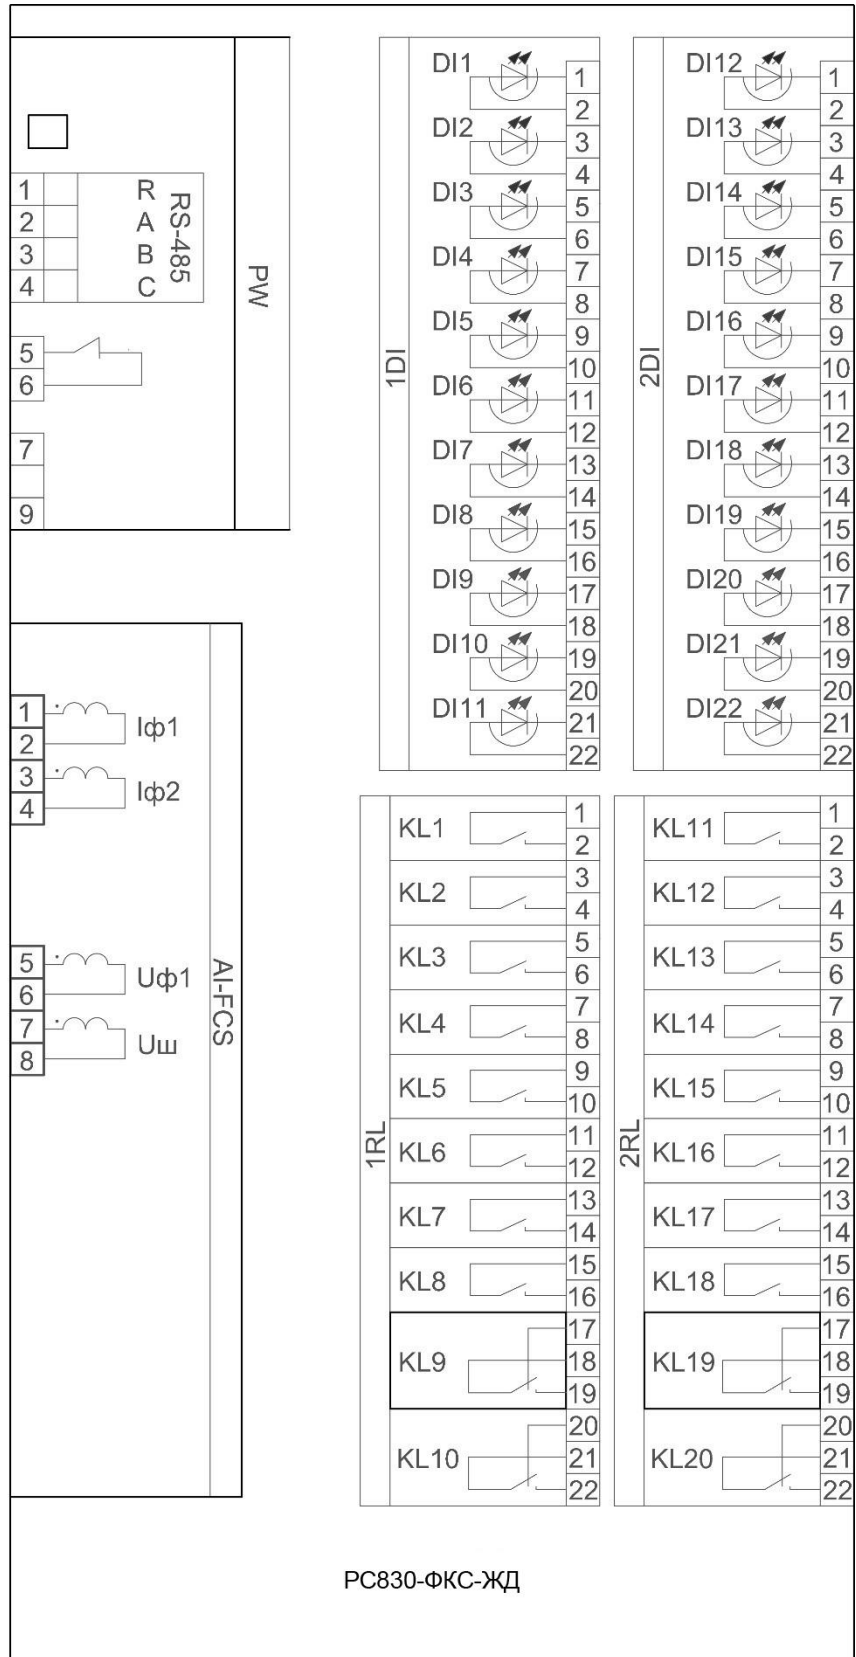 PW
RS-485
1 R
2 A
3 B
4 C
5
6
7
9
AI-FCS
1
2
Iф1
3
4
Iф2
5
6
Uф1
7
8
Uш
1DI
DI1 1
2
DI2 3
4
DI3 5
6
DI4 7
8
DI5 9
10
DI6 11
12
DI7 13
14
DI8 15
16
DI9 17
18
DI10 19
20
DI11 21
22
2DI
DI12 1
2
DI13 3
4
DI14 5
6
DI15 7
8
DI16 9
10
DI17 11
12
DI18 13
14
DI19 15
16
DI20 17
18
DI21 19
20
DI22 21
22
1RL
KL1 1
2
KL2 3
4
KL3 5
6
KL4 7
8
KL5 9
10
KL6 11
12
KL7 13
14
KL8 15
16
17
KL9 18
19
20
KL10 21
22
2RL
KL11 1
2
KL12 3
4
KL13 5
6
KL14 7
8
KL15 9
10
KL16 11
12
KL17 13
14
KL18 15
16
17
KL19 18
19
20
KL20 21
22
РС830-ФКС-ЖД